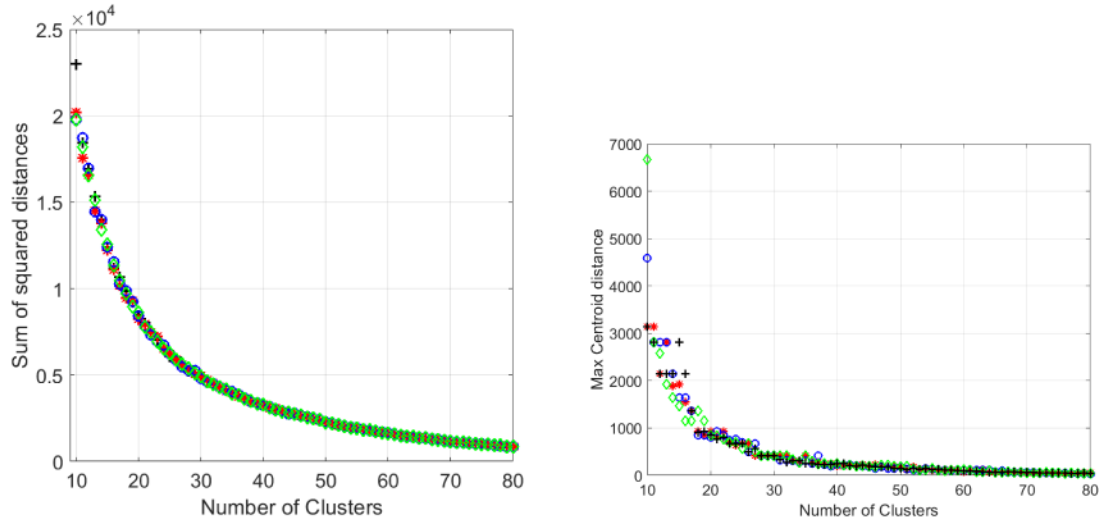 ×10⁴
2.5
2
1.5
1
0.5
0
10 20 30 40 50 60 70 80
Number of Clusters
Sum of squared distances
7000
6000
5000
4000
3000
2000
1000
0
10 20 30 40 50 60 70 80
Number of Clusters
Max Centroid distance